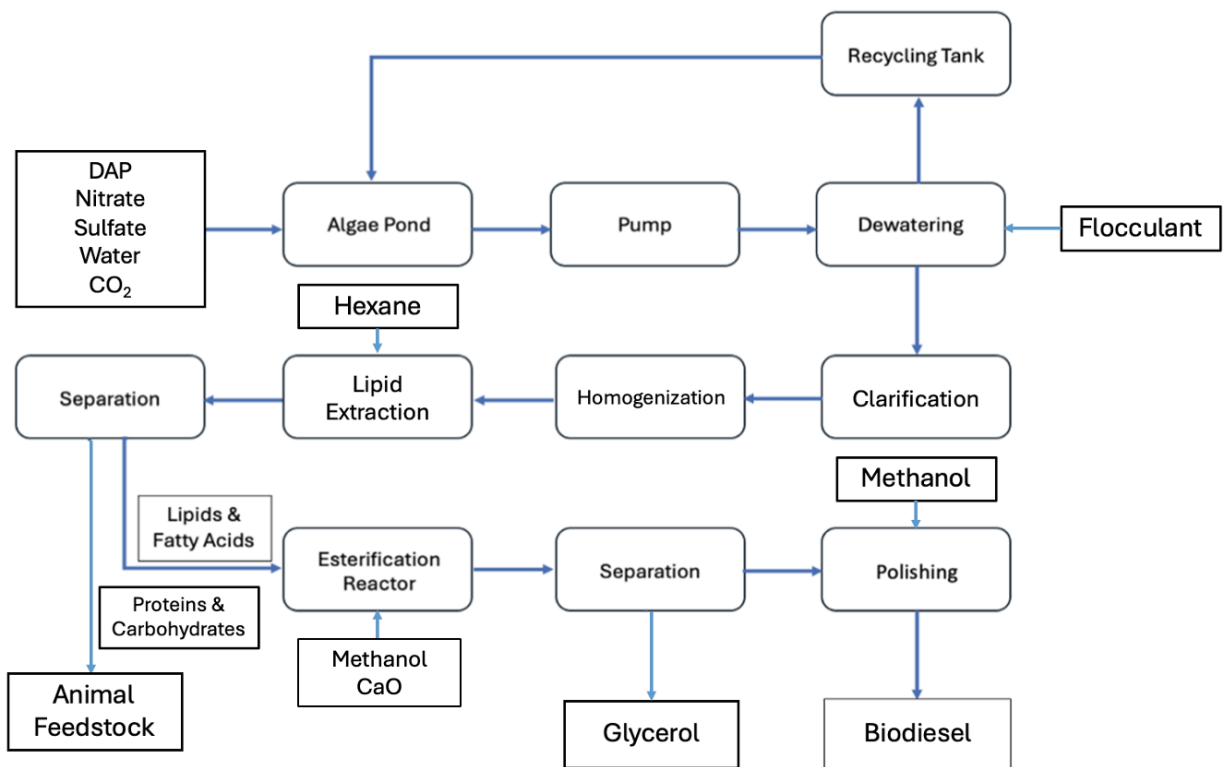 Recycling Tank
DAP
Nitrate
Sulfate
Water
CO₂
Algae Pond
Pump
Dewatering
Flocculant
Hexane
Separation
Lipid
Extraction
Homogenization
Clarification
Methanol
Lipids &
Fatty Acids
Esterification
Reactor
Separation
Polishing
Proteins &
Carbohydrates
Methanol
CaO
Animal
Feedstock
Glycerol
Biodiesel